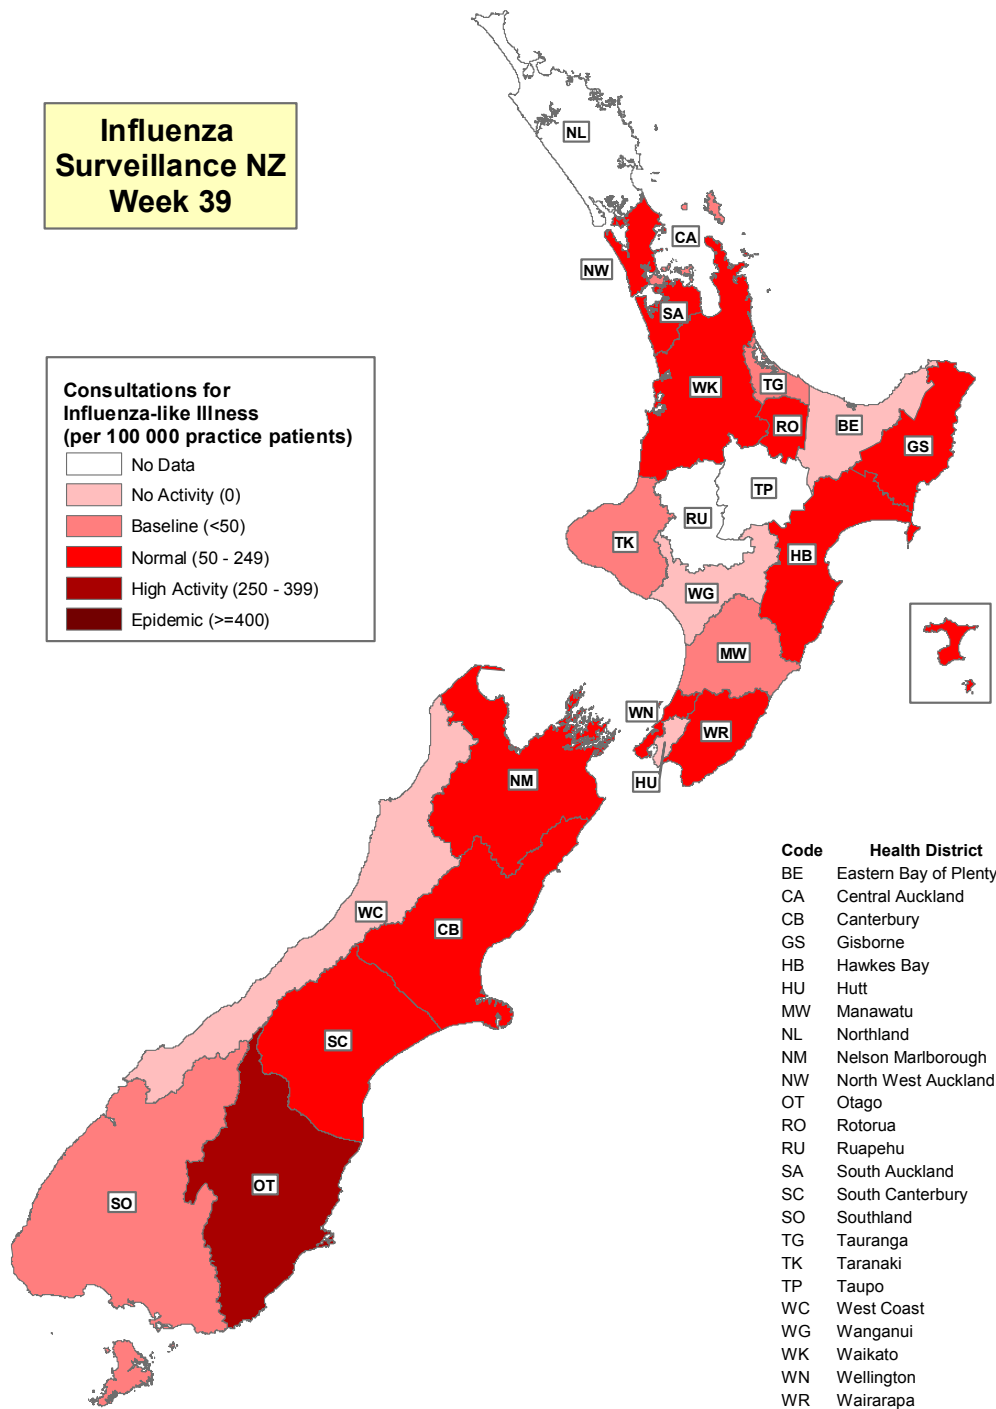 Influenza
Surveillance NZ
Week 39
NL
CA
NW
SA
WK
TG
RO
BE
GS
TP
RU
TK
HB
WG
MW
WN
WR
HU
NM
WC
CB
SC
OT
SO
Consultations for
Influenza-like Illness
(per 100 000 practice patients)
No Data
No Activity (0)
Baseline (<50)
Normal (50 - 249)
High Activity (250 - 399)
Epidemic (>=400)
Code Health District
BE Eastern Bay of Plenty
CA Central Auckland
CB Canterbury
GS Gisborne
HB Hawkes Bay
HU Hutt
MW Manawatu
NL Northland
NM Nelson Marlborough
NW North West Auckland
OT Otago
RO Rotorua
RU Ruapehu
SA South Auckland
SC South Canterbury
SO Southland
TG Tauranga
TK Taranaki
TP Taupo
WC West Coast
WG Wanganui
WK Waikato
WN Wellington
WR Wairarapa